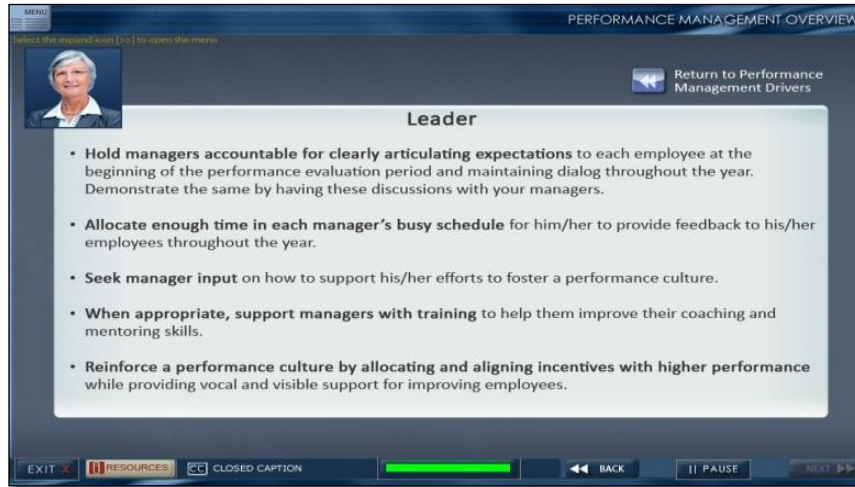 MENU
PERFORMANCE MANAGEMENT OVERVIEW
Select the expand icon [>>] to open the menu
Return to Performance
Management Drivers
Leader
• Hold managers accountable for clearly articulating expectations to each employee at the
beginning of the performance evaluation period and maintaining dialog throughout the year.
Demonstrate the same by having these discussions with your managers.
• Allocate enough time in each manager’s busy schedule for him/her to provide feedback to his/her
employees throughout the year.
• Seek manager input on how to support his/her efforts to foster a performance culture.
• When appropriate, support managers with training to help them improve their coaching and
mentoring skills.
• Reinforce a performance culture by allocating and aligning incentives with higher performance
while providing vocal and visible support for improving employees.
EXIT X RESOURCES CC CLOSED CAPTION BACK || PAUSE NEXT